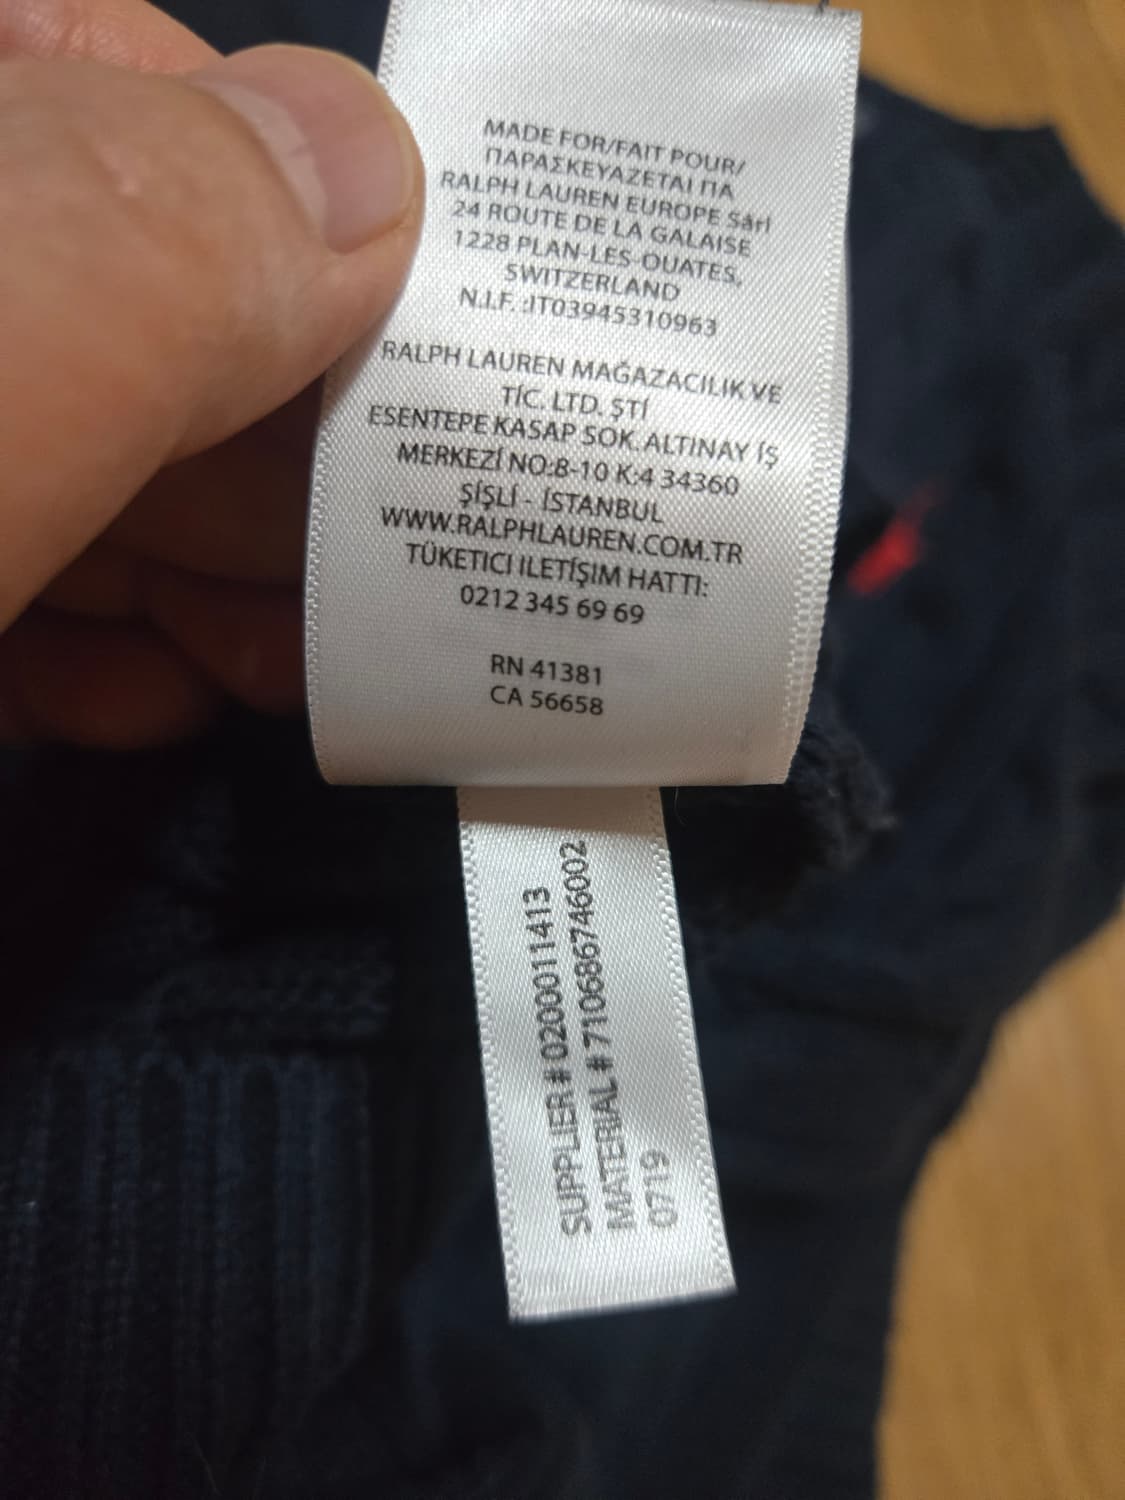 MADE FOR/FAIT POUR/
ΠΑΡΑΣΚΕΥΑΖΕΤΑΙ ΠΑ
RALPH LAUREN EUROPE Sàrl
24 ROUTE DE LA GALAISE
1228 PLAN-LES-OUATES,
SWITZERLAND
N.I.F. :IT03945310963
RALPH LAUREN MAĞAZACILIK VE
TİC. LTD. ŞTİ
ESENTEPE KASAP SOK. ALTINAY İŞ
MERKEZİ NO:8-10 K:4 34360
ŞİŞLİ - İSTANBUL
WWW.RALPHLAUREN.COM.TR
TÜKETICI ILETİŞIM HATTI:
0212 345 69 69
RN 41381
CA 56658
SUPPLIER # 0200011413
MATERIAL # 710686746002
0719